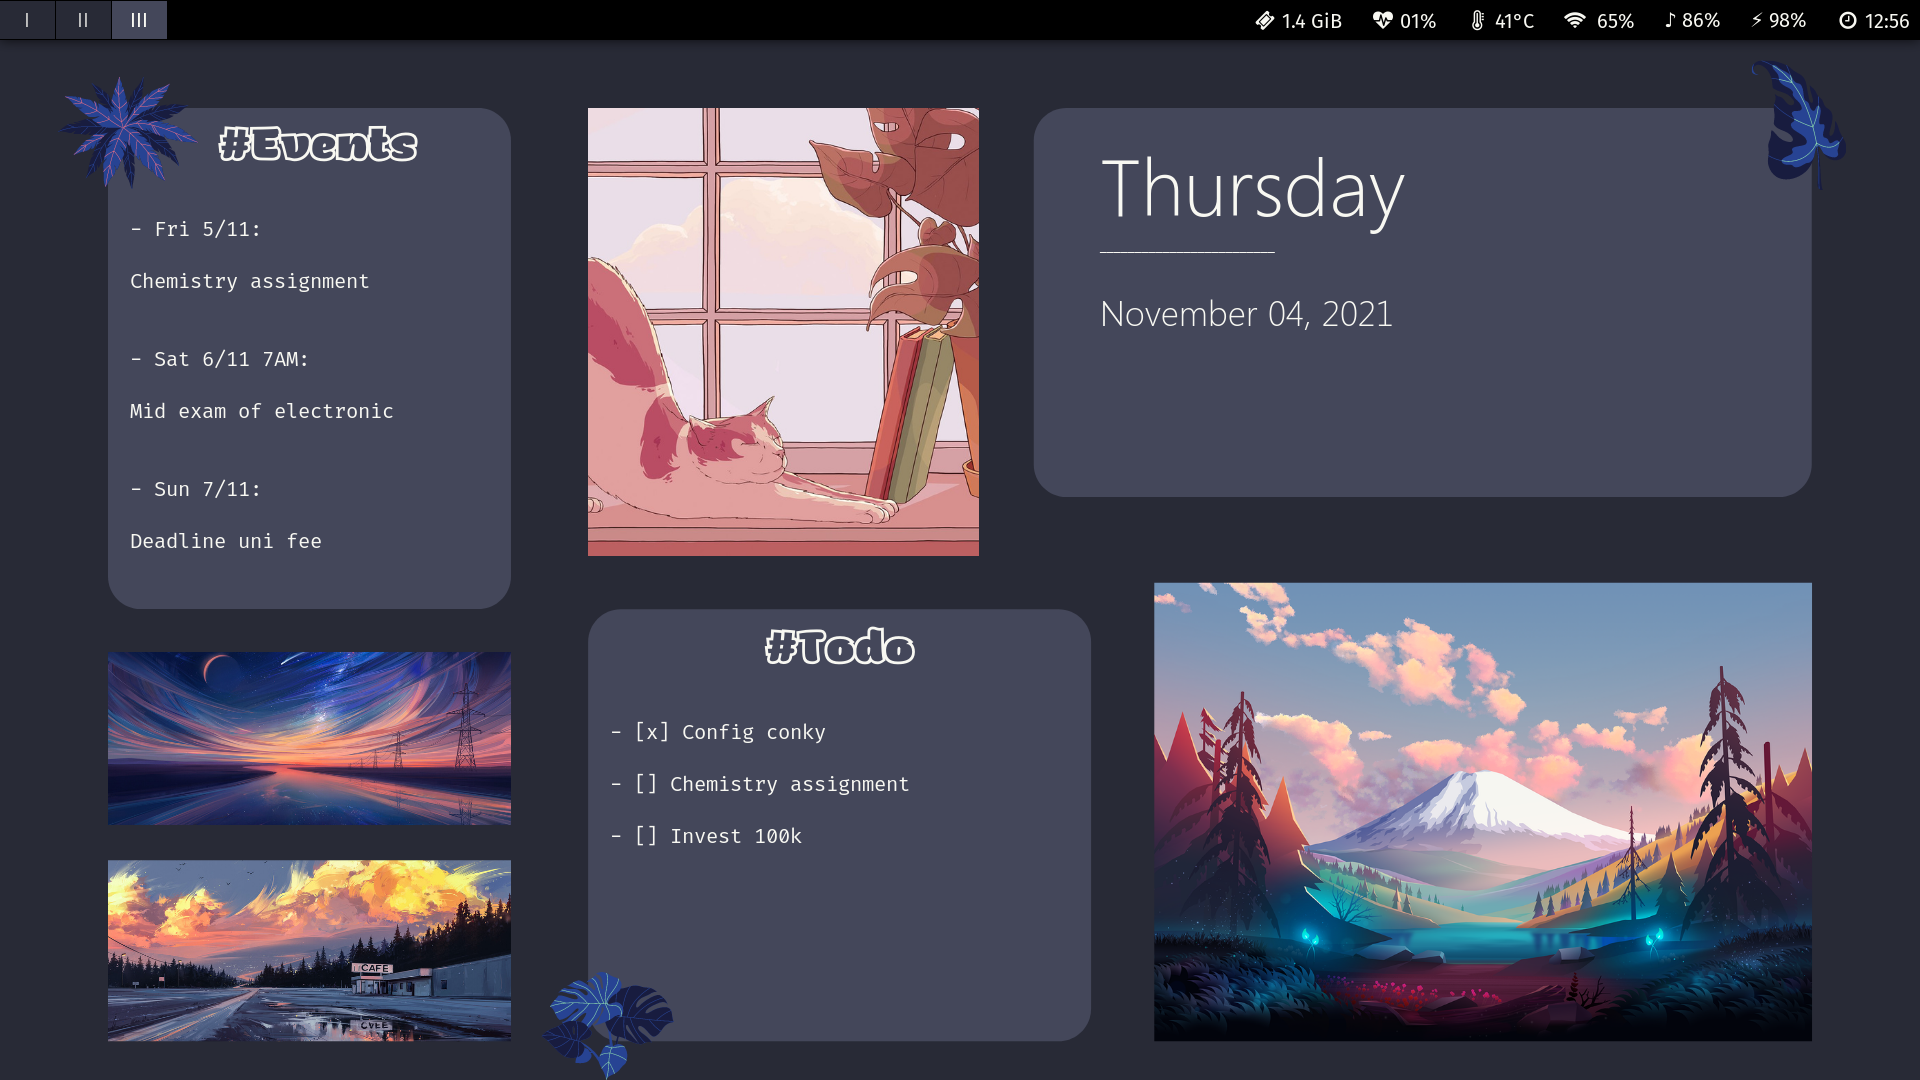 I II III 1.4 GiB 01% 41°C 65% ♪ 86% ⚡ 98% 12:56
#Events
- Fri 5/11:
Chemistry assignment
- Sat 6/11 7AM:
Mid exam of electronic
- Sun 7/11:
Deadline uni fee
Thursday
November 04, 2021
#Todo
- [x] Config conky
- [] Chemistry assignment
- [] Invest 100k
CAFE